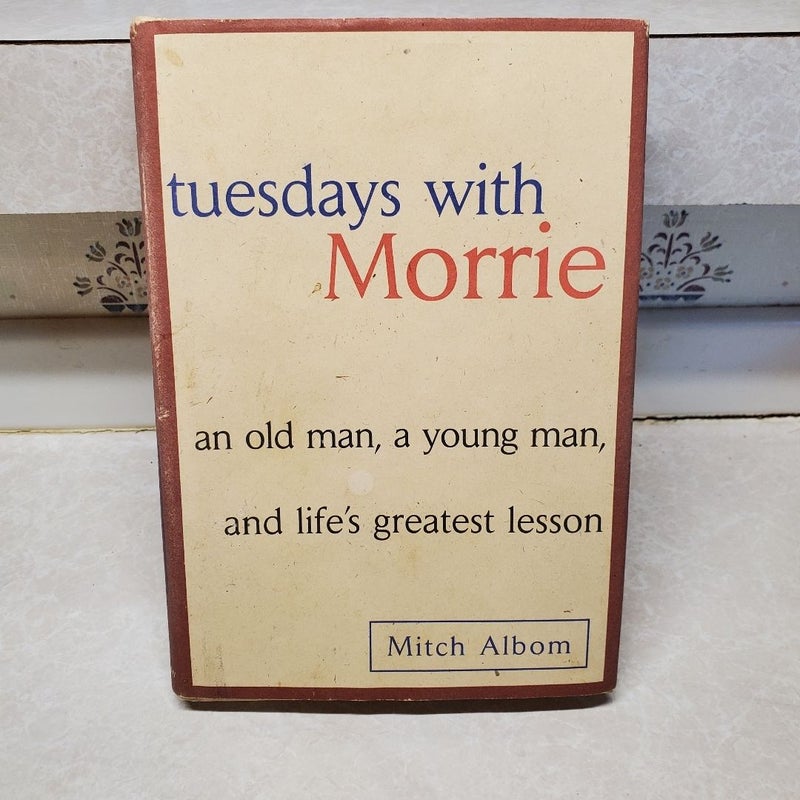 tuesdays with
Morrie
an old man, a young man,
and life's greatest lesson
Mitch Albom